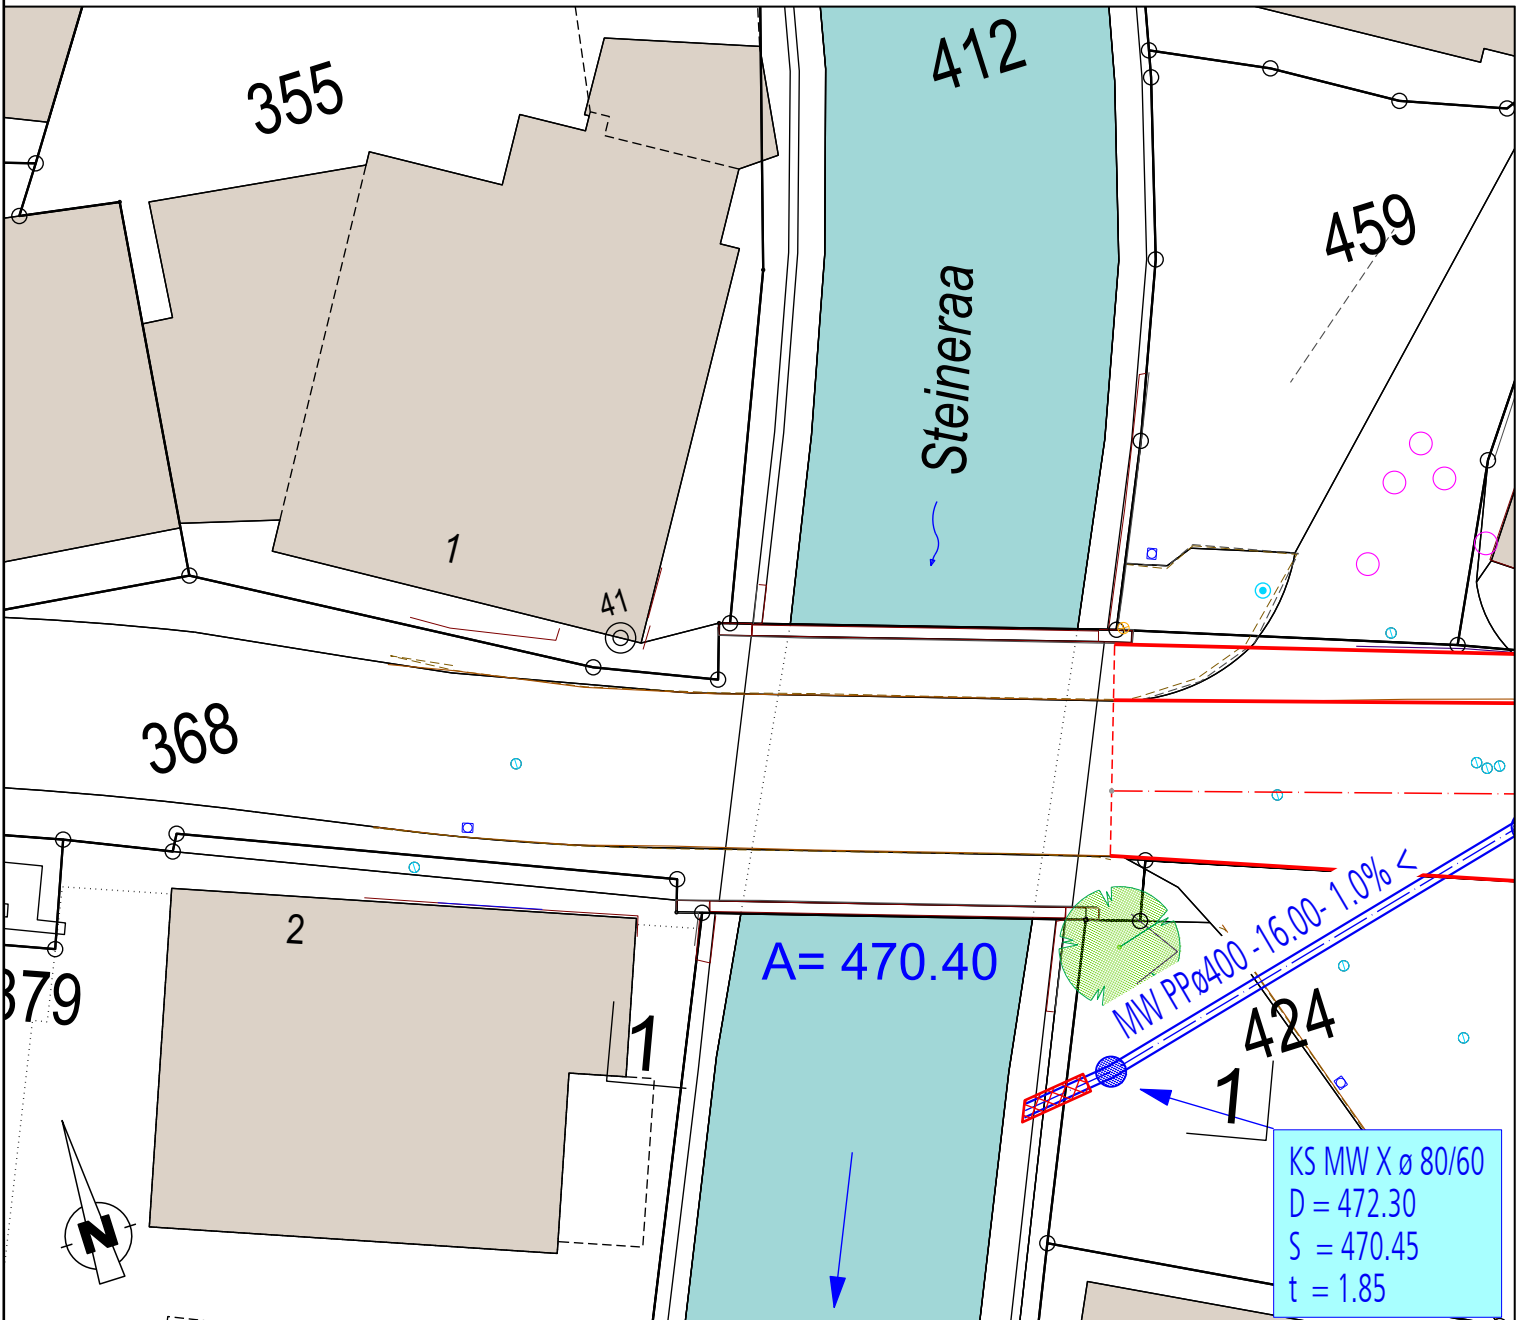 412
355
459
Steineraa
1
41
368
2
379
A= 470.40
MW PPø400 -16.00- 1.0% <
1
424
1
KS MW X ø 80/60
D = 472.30
S = 470.45
t = 1.85
N